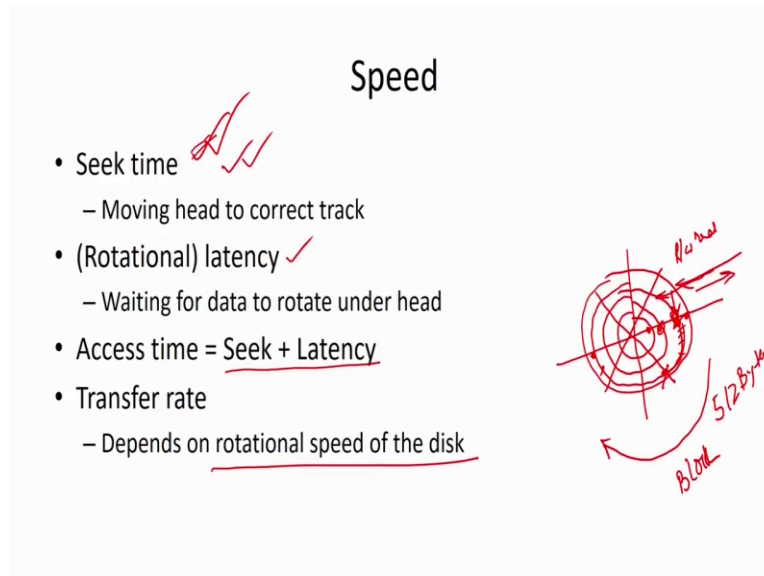 Speed
• Seek time
– Moving head to correct track
• (Rotational) latency
– Waiting for data to rotate under head
• Access time = Seek + Latency
• Transfer rate
– Depends on rotational speed of the disk
512 Byte
Block